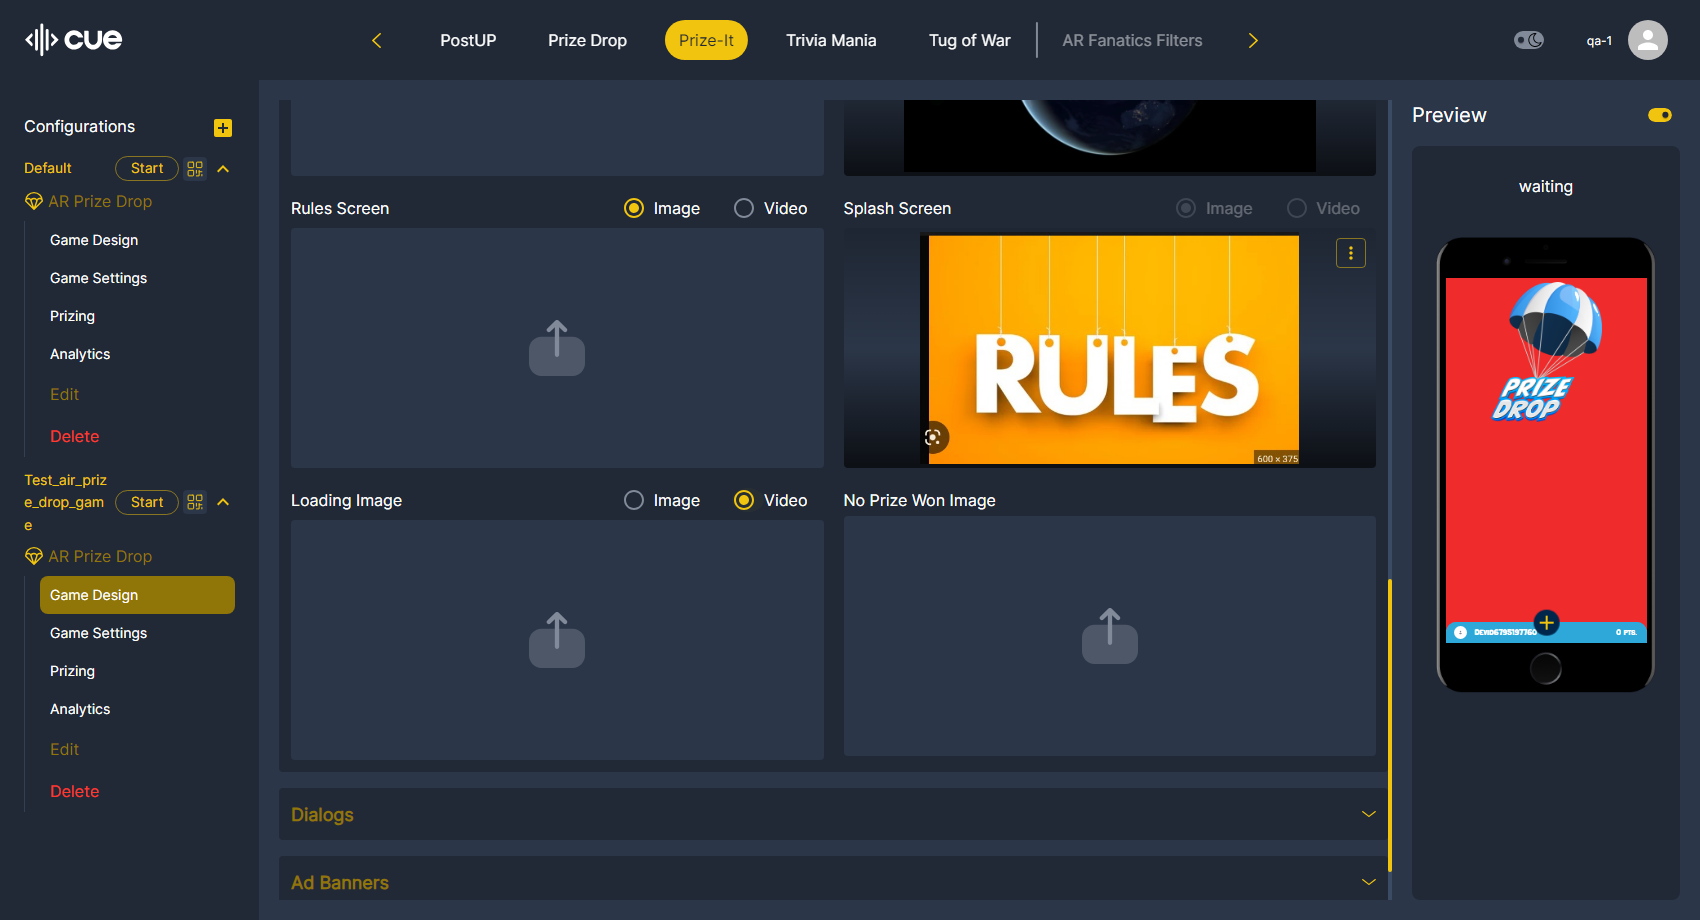 cue
PostUP
Prize Drop
Prize-It
Trivia Mania
Tug of War
AR Fanatics Filters
qa-1
Configurations
Default
Start
AR Prize Drop
Game Design
Game Settings
Prizing
Analytics
Edit
Delete
Test_air_priz
e_drop_gam
e
Start
AR Prize Drop
Game Design
Game Settings
Prizing
Analytics
Edit
Delete
Rules Screen
Image
Video
Splash Screen
Image
Video
RULES
600 x 375
Loading Image
Image
Video
No Prize Won Image
Dialogs
Ad Banners
Preview
waiting
PRIZE
DROP
0 PTS.